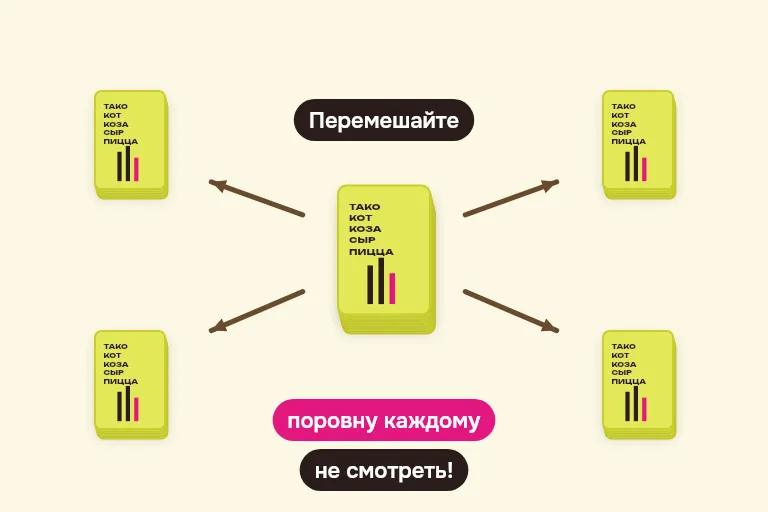 Перемешайте
ТАКО
КОТ
КОЗА
СЫР
ПИЦЦА
ТАКО
КОТ
КОЗА
СЫР
ПИЦЦА
ТАКО
КОТ
КОЗА
СЫР
ПИЦЦА
ТАКО
КОТ
КОЗА
СЫР
ПИЦЦА
ТАКО
КОТ
КОЗА
СЫР
ПИЦЦА
поровну каждому
не смотреть!